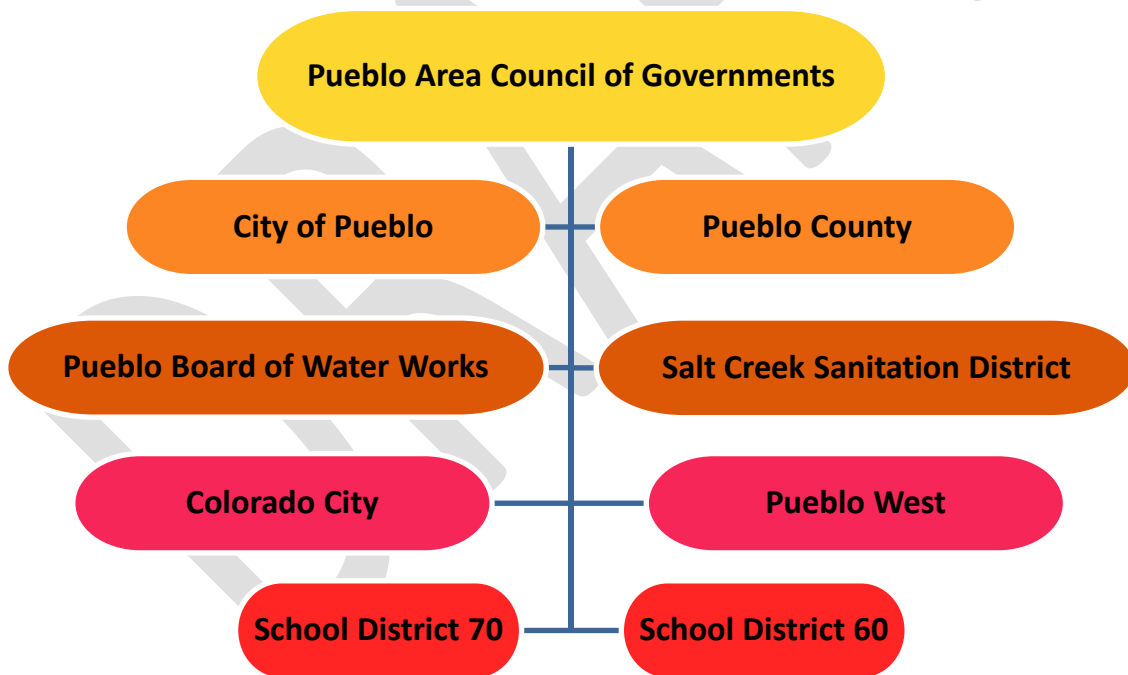 Pueblo Area Council of Governments
City of Pueblo
Pueblo County
Pueblo Board of Water Works
Salt Creek Sanitation District
Colorado City
Pueblo West
School District 70
School District 60